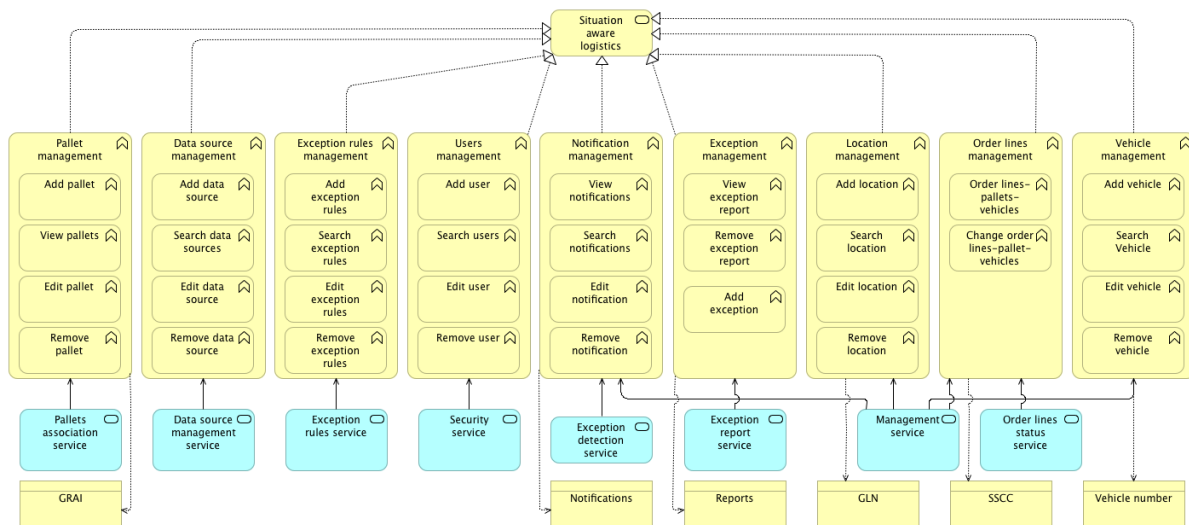 Situation
aware
logistics
Pallet
management
Add pallet
View pallets
Edit pallet
Remove
pallet
Data source
management
Add data
source
Search data
sources
Edit data
source
Remove data
source
Exception rules
management
Add
exception
rules
Search
exception
rules
Edit
exception
rules
Remove
exception
rules
Users
management
Add user
Search users
Edit user
Remove user
Notification
management
View
notifications
Search
notifications
Edit
notification
Remove
notification
Exception
management
View
exception
report
Remove
exception
report
Add
exception
Location
management
Add location
Search
location
Edit location
Remove
location
Order lines
management
Order lines-
pallets-
vehicles
Change order
lines-pallet-
vehicles
Vehicle
management
Add vehicle
Search
Vehicle
Edit vehicle
Remove
vehicle
Pallets
association
service
Data source
management
service
Exception
rules service
Security
service
Exception
detection
service
Exception
report
service
Management
service
Order lines
status
service
GRAI
Notifications
Reports
GLN
SSCC
Vehicle number